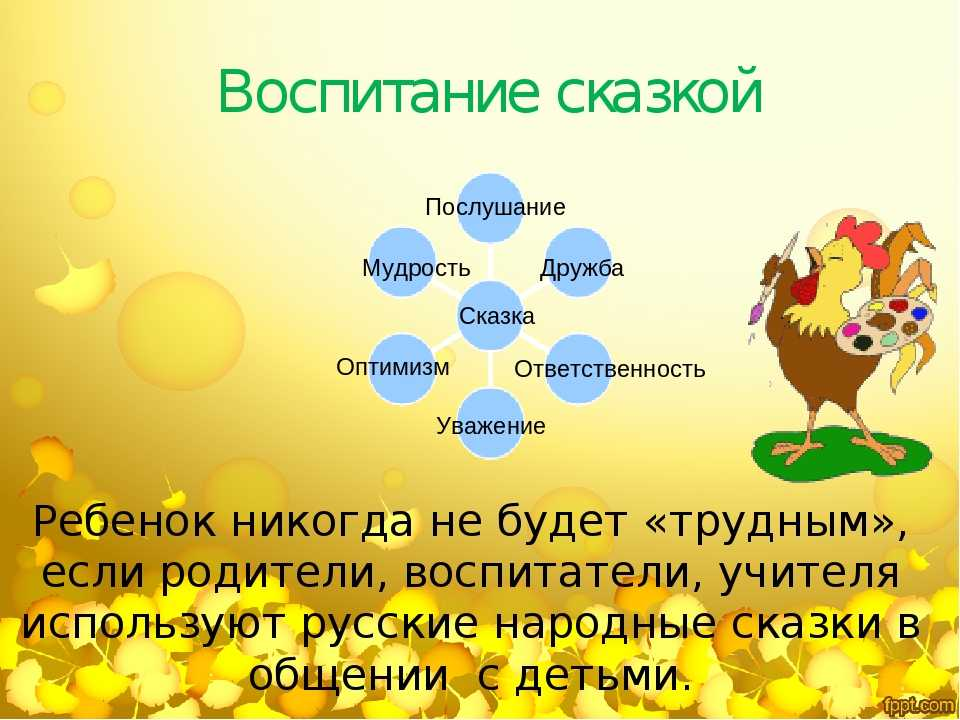 Воспитание сказкой
Послушание
Мудрость
Дружба
Сказка
Оптимизм
Ответственность
Уважение
Ребенок никогда не будет «трудным»,
если родители, воспитатели, учителя
используют русские народные сказки в
общении с детьми.
fppt.com